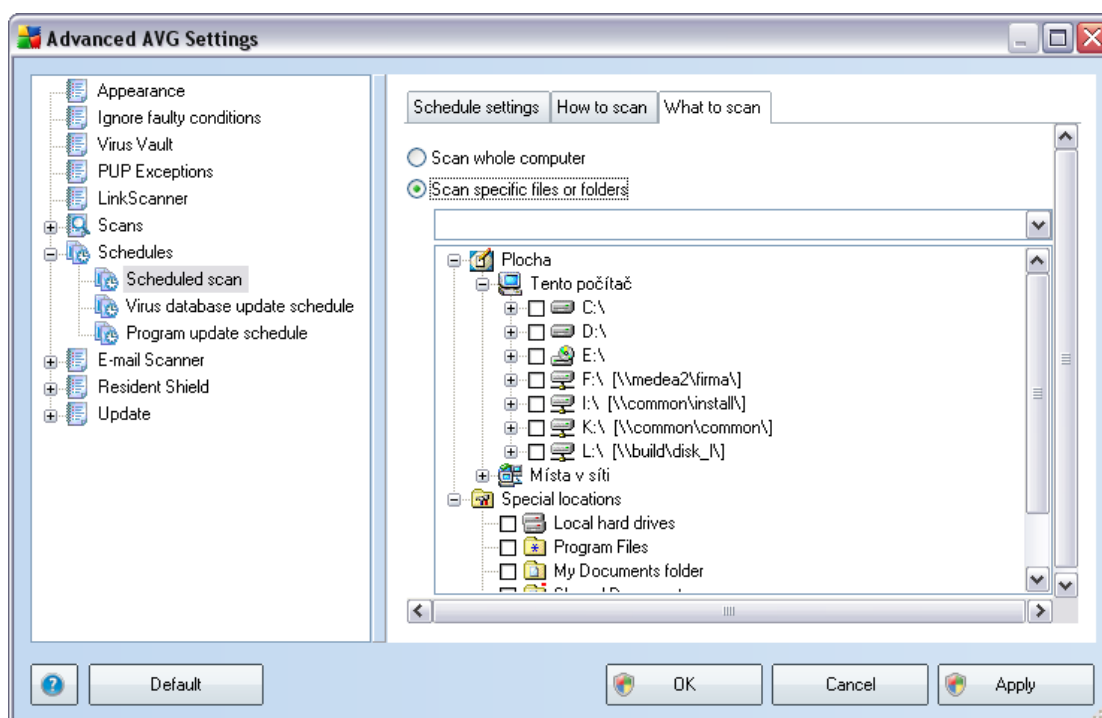 Advanced AVG Settings
Appearance
Ignore faulty conditions
Virus Vault
PUP Exceptions
LinkScanner
Scans
Schedules
Scheduled scan
Virus database update schedule
Program update schedule
E-mail Scanner
Resident Shield
Update
Schedule settings
How to scan
What to scan
Scan whole computer
Scan specific files or folders
Plocha
Tento počítač
C:\
D:\
E:\
F:\ [\\medea2\firma\]
I:\ [\\common\install\]
K:\ [\\common\common\]
L:\ [\\build\disk_l\]
Místa v síti
Special locations
Local hard drives
Program Files
My Documents folder
Default
OK
Cancel
Apply